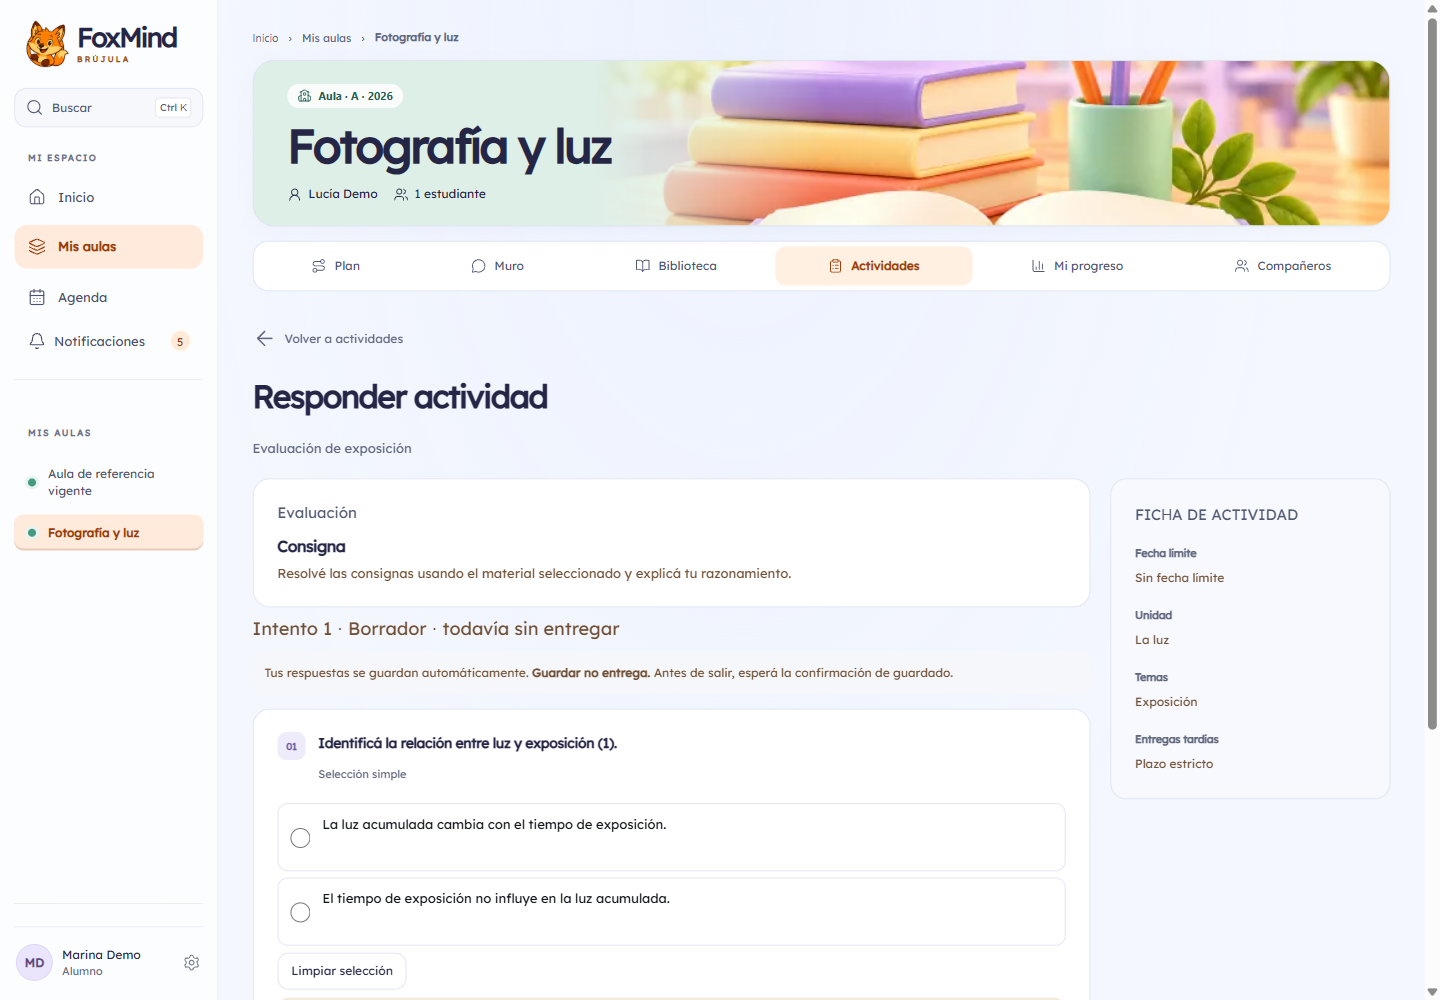 FoxMind
BRÚJULA
Buscar
Ctrl K
MI ESPACIO
Inicio
Mis aulas
Agenda
Notificaciones
5
MIS AULAS
Aula de referencia
vigente
Fotografía y luz
MD
Marina Demo
Alumno
Inicio › Mis aulas › Fotografía y luz
Aula · A · 2026
Fotografía y luz
Lucía Demo
1 estudiante
Plan
Muro
Biblioteca
Actividades
Mi progreso
Compañeros
Volver a actividades
Responder actividad
Evaluación de exposición
Evaluación
Consigna
Resolvé las consignas usando el material seleccionado y explicá tu razonamiento.
Intento 1 · Borrador · todavía sin entregar
Tus respuestas se guardan automáticamente. Guardar no entrega. Antes de salir, esperá la confirmación de guardado.
01
Identificá la relación entre luz y exposición (1).
Selección simple
La luz acumulada cambia con el tiempo de exposición.
El tiempo de exposición no influye en la luz acumulada.
Limpiar selección
FICHA DE ACTIVIDAD
Fecha límite
Sin fecha límite
Unidad
La luz
Temas
Exposición
Entregas tardías
Plazo estricto